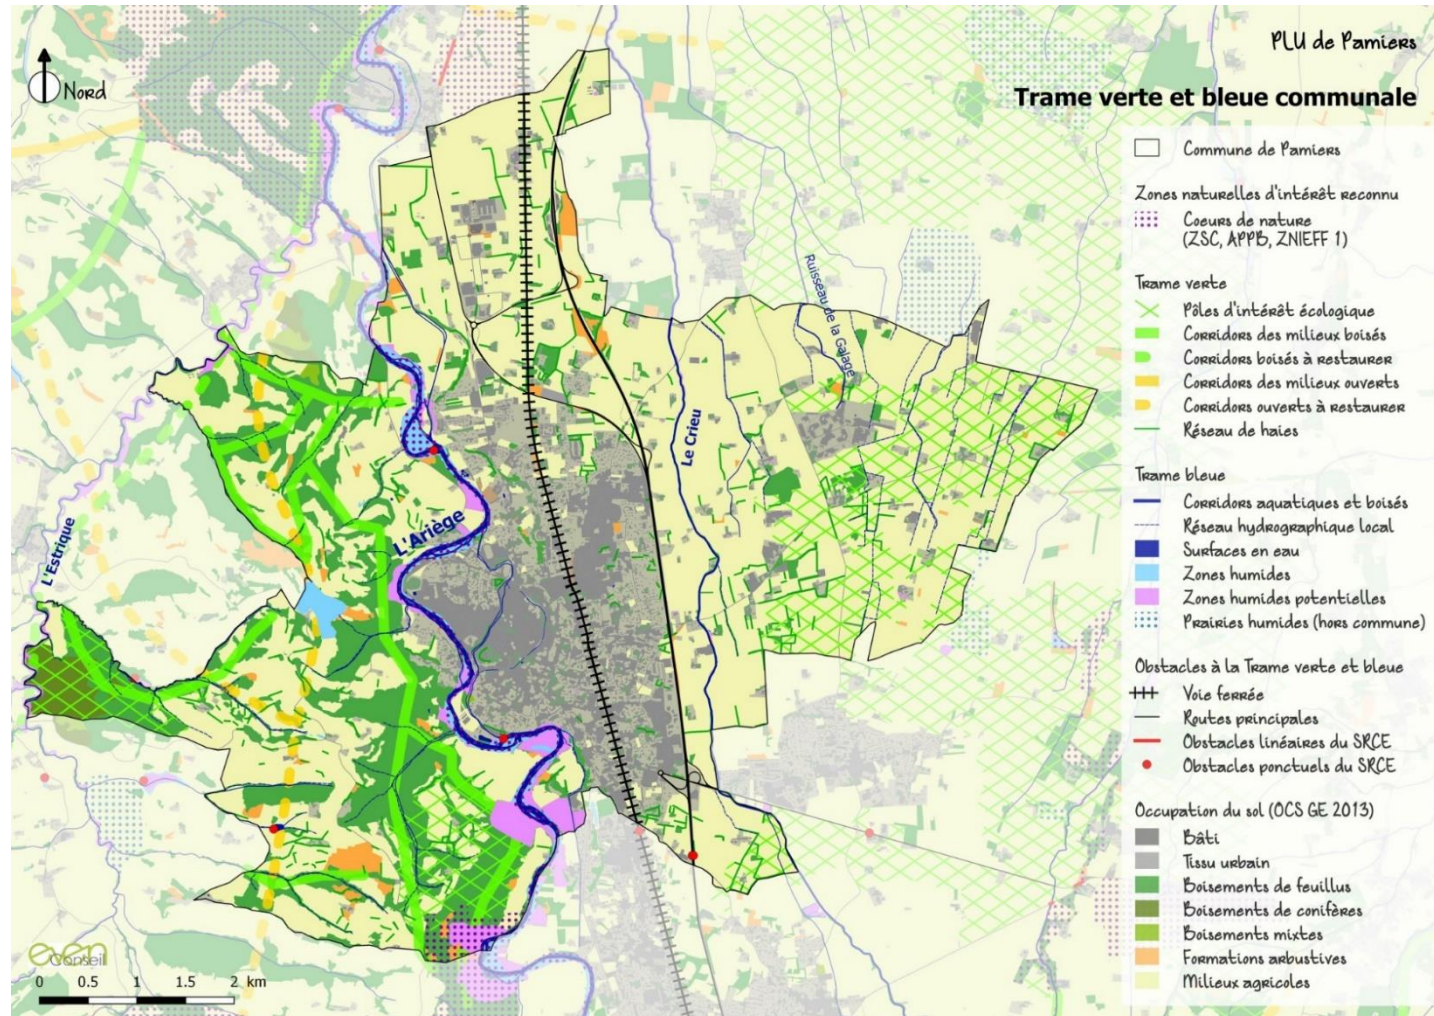 PLU de Pamiers
Trame verte et bleue communale
Nord
Commune de Pamiers
Zones naturelles d'intérêt reconnu
Coeurs de nature
(ZSC, APPB, ZNIEFF 1)
Trame verte
Pôles d'intérêt écologique
Corridors des milieux boisés
Corridors boisés à restaurer
Corridors des milieux ouverts
Corridors ouverts à restaurer
Réseau de haies
Trame bleue
Corridors aquatiques et boisés
Réseau hydrographique local
Surfaces en eau
Zones humides
Zones humides potentielles
Prairies humides (hors commune)
Obstacles à la Trame verte et bleue
Voie ferrée
Routes principales
Obstacles linéaires du SRCE
Obstacles ponctuels du SRCE
Occupation du sol (OCS GE 2013)
Bâti
Tissu urbain
Boisements de feuillus
Boisements de conifères
Boisements mixtes
Formations arbustives
Milieux agricoles
Ruisseau de la Galage
Le Crieu
L'Ariège
L'Estrique
even
Conseil
0 0.5 1 1.5 2 km